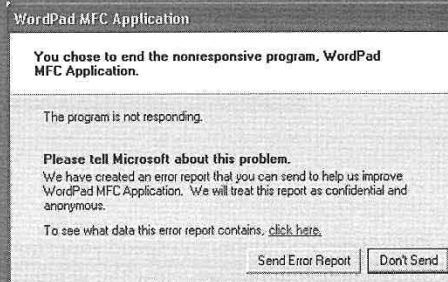 WordPad MFC Application
You chose to end the nonresponsive program, WordPad
MFC Application.
The program is not responding.
Please tell Microsoft about this problem.
We have created an error report that you can send to help us improve
WordPad MFC Application. We will treat this report as confidential and
anonymous.
To see what data this error report contains, click here.
Send Error Report Don't Send